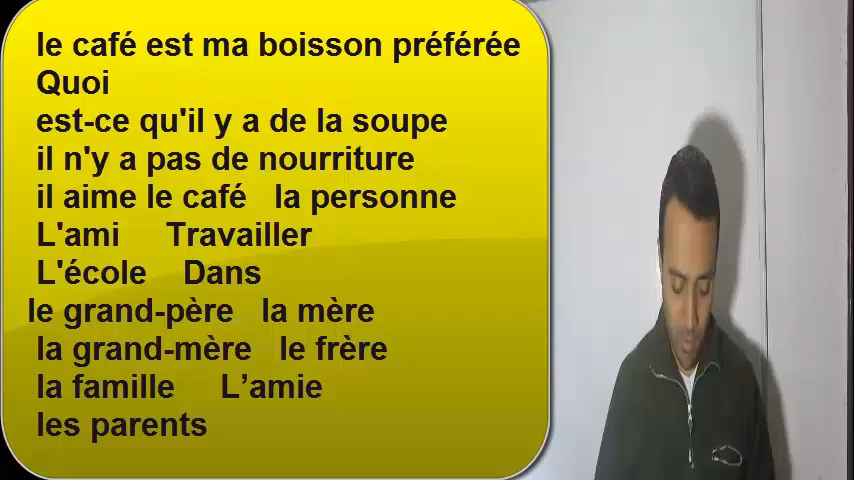 le café est ma boisson préférée
Quoi
est-ce qu'il y a de la soupe
il n'y a pas de nourriture
il aime le café la personne
L'ami Travailler
L'école Dans
le grand-père la mère
la grand-mère le frère
la famille L’amie
les parents